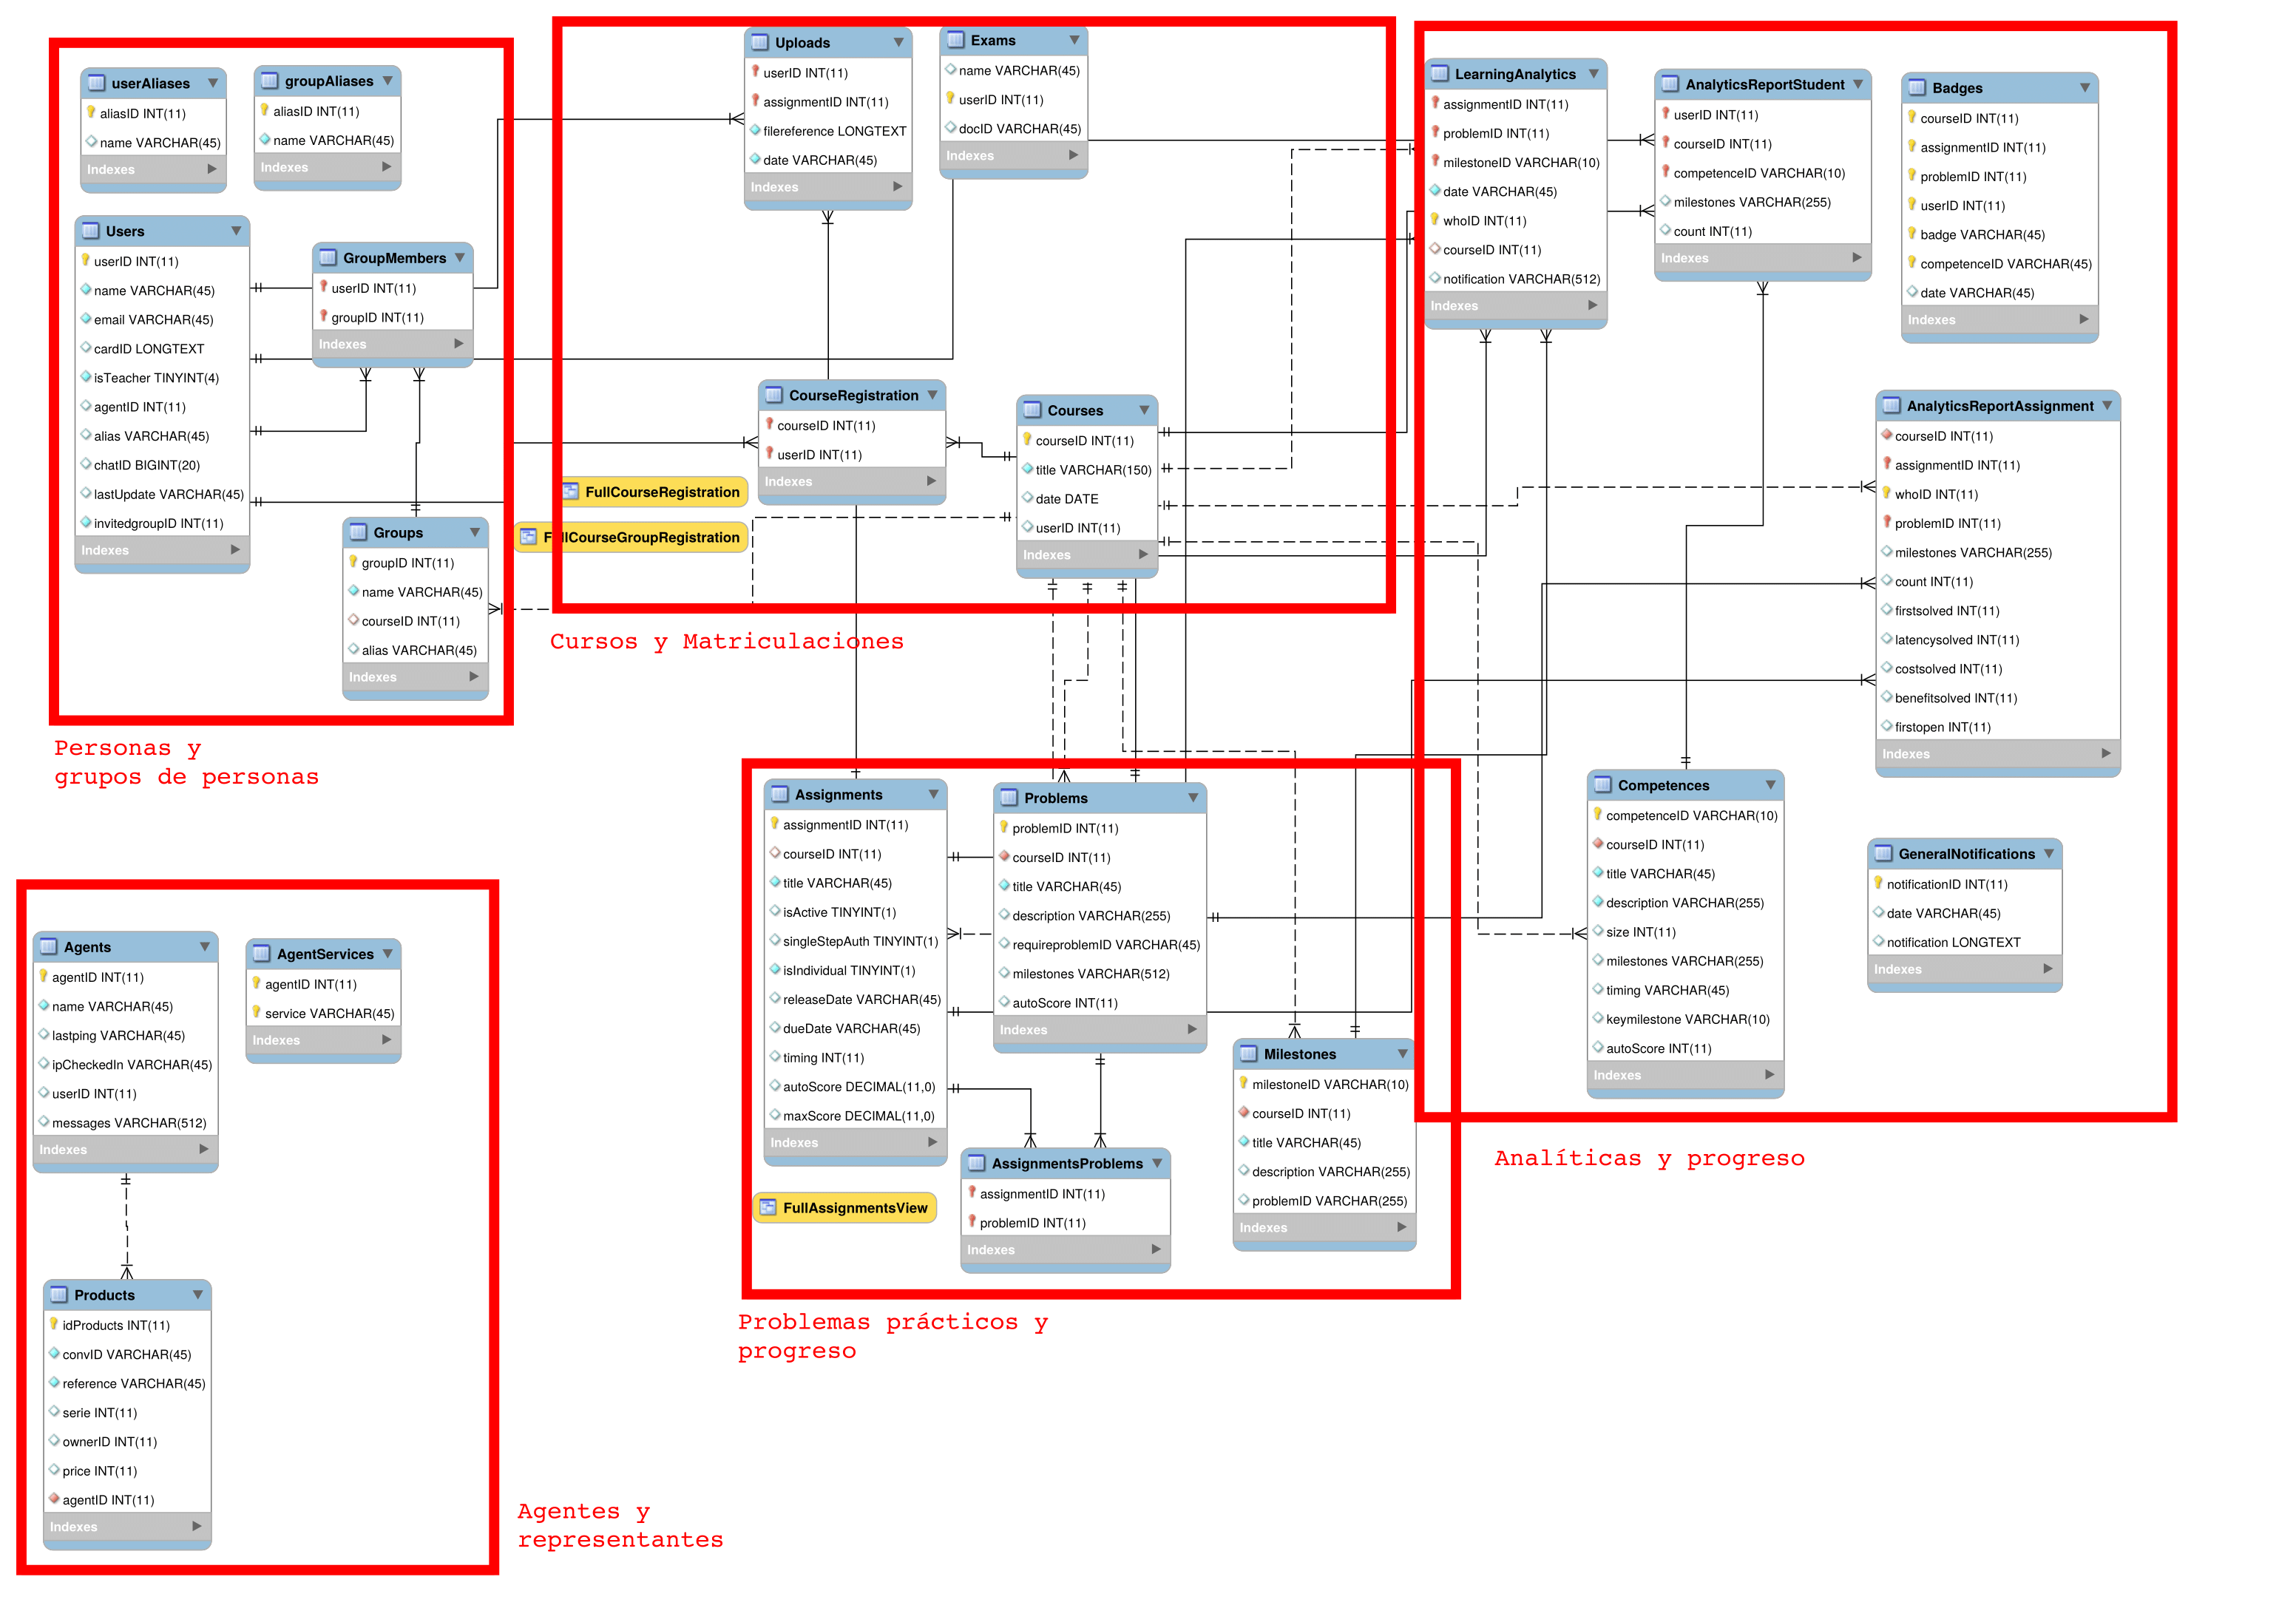 userAliases
aliasID INT(11)
name VARCHAR(45)
Indexes
groupAliases
aliasID INT(11)
name VARCHAR(45)
Indexes
Users
userID INT(11)
name VARCHAR(45)
email VARCHAR(45)
cardID LONGTEXT
isTeacher TINYINT(4)
agentID INT(11)
alias VARCHAR(45)
chatID BIGINT(20)
lastUpdate VARCHAR(45)
invitedgroupID INT(11)
Indexes
GroupMembers
userID INT(11)
groupID INT(11)
Indexes
Groups
groupID INT(11)
name VARCHAR(45)
courseID INT(11)
alias VARCHAR(45)
Indexes
Personas y
grupos de personas
Uploads
userID INT(11)
assignmentID INT(11)
filereference LONGTEXT
date VARCHAR(45)
Indexes
Exams
name VARCHAR(45)
userID INT(11)
docID VARCHAR(45)
Indexes
CourseRegistration
courseID INT(11)
userID INT(11)
Indexes
FullCourseRegistration
FullCourseGroupRegistration
Courses
courseID INT(11)
title VARCHAR(150)
date DATE
userID INT(11)
Indexes
Cursos y Matriculaciones
LearningAnalytics
assignmentID INT(11)
problemID INT(11)
milestoneID VARCHAR(10)
date VARCHAR(45)
whoID INT(11)
courseID INT(11)
notification VARCHAR(512)
Indexes
AnalyticsReportStudent
userID INT(11)
courseID INT(11)
competenceID VARCHAR(10)
milestones VARCHAR(255)
count INT(11)
Indexes
Badges
courseID INT(11)
assignmentID INT(11)
problemID INT(11)
userID INT(11)
badge VARCHAR(45)
competenceID VARCHAR(45)
date VARCHAR(45)
Indexes
AnalyticsReportAssignment
courseID INT(11)
assignmentID INT(11)
whoID INT(11)
problemID INT(11)
milestones VARCHAR(255)
count INT(11)
firstsolved INT(11)
latencysolved INT(11)
costsolved INT(11)
benefitsolved INT(11)
firstopen INT(11)
Indexes
Competences
competenceID VARCHAR(10)
courseID INT(11)
title VARCHAR(45)
description VARCHAR(255)
size INT(11)
milestones VARCHAR(255)
timing VARCHAR(45)
keymilestone VARCHAR(10)
autoScore INT(11)
Indexes
GeneralNotifications
notificationID INT(11)
date VARCHAR(45)
notification LONGTEXT
Indexes
Analíticas y progreso
Assignments
assignmentID INT(11)
courseID INT(11)
title VARCHAR(45)
isActive TINYINT(1)
singleStepAuth TINYINT(1)
isIndividual TINYINT(1)
releaseDate VARCHAR(45)
dueDate VARCHAR(45)
timing INT(11)
autoScore DECIMAL(11,0)
maxScore DECIMAL(11,0)
Indexes
FullAssignmentsView
Problems
problemID INT(11)
courseID INT(11)
title VARCHAR(45)
description VARCHAR(255)
requireproblemID VARCHAR(45)
milestones VARCHAR(512)
autoScore INT(11)
Indexes
AssignmentsProblems
assignmentID INT(11)
problemID INT(11)
Indexes
Milestones
milestoneID VARCHAR(10)
courseID INT(11)
title VARCHAR(45)
description VARCHAR(255)
problemID VARCHAR(255)
Indexes
Problemas prácticos y
progreso
Agents
agentID INT(11)
name VARCHAR(45)
lastping VARCHAR(45)
ipCheckedIn VARCHAR(45)
userID INT(11)
messages VARCHAR(512)
Indexes
AgentServices
agentID INT(11)
service VARCHAR(45)
Indexes
Products
idProducts INT(11)
convID VARCHAR(45)
reference VARCHAR(45)
serie INT(11)
ownerID INT(11)
price INT(11)
agentID INT(11)
Indexes
Agentes y
representantes